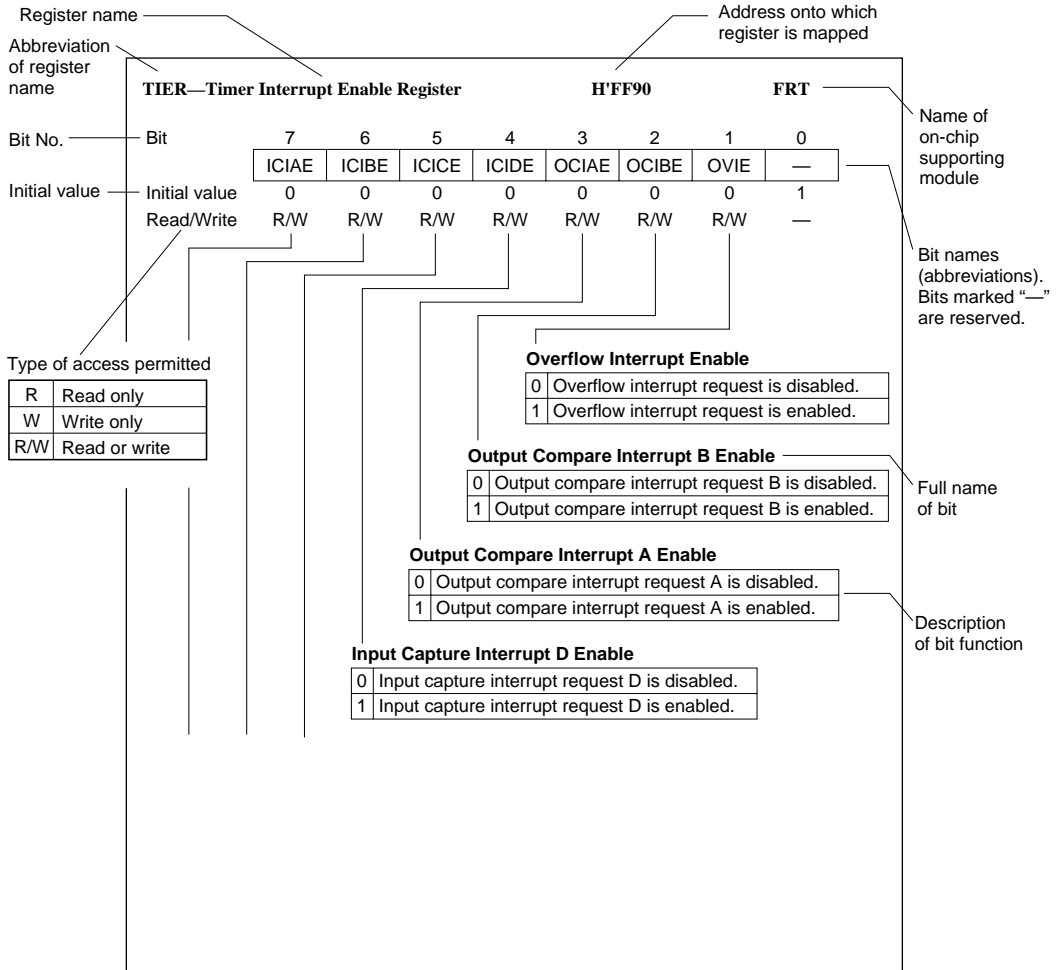 Register name
Address onto which
register is mapped
Abbreviation
of register
name
TIER—Timer Interrupt Enable Register H'FF90 FRT
Name of
on-chip
supporting
module
Bit No.
Bit 7 6 5 4 3 2 1 0
ICIAE ICIBE ICICE ICIDE OCIAE OCIBE OVIE —
Initial value
Initial value 0 0 0 0 0 0 0 1
Read/Write R/W R/W R/W R/W R/W R/W R/W —
Bit names
(abbreviations).
Bits marked “—”
are reserved.
Type of access permitted
R Read only
W Write only
R/W Read or write
Overflow Interrupt Enable
0 Overflow interrupt request is disabled.
1 Overflow interrupt request is enabled.
Output Compare Interrupt B Enable
0 Output compare interrupt request B is disabled.
1 Output compare interrupt request B is enabled.
Full name
of bit
Output Compare Interrupt A Enable
0 Output compare interrupt request A is disabled.
1 Output compare interrupt request A is enabled.
Description
of bit function
Input Capture Interrupt D Enable
0 Input capture interrupt request D is disabled.
1 Input capture interrupt request D is enabled.